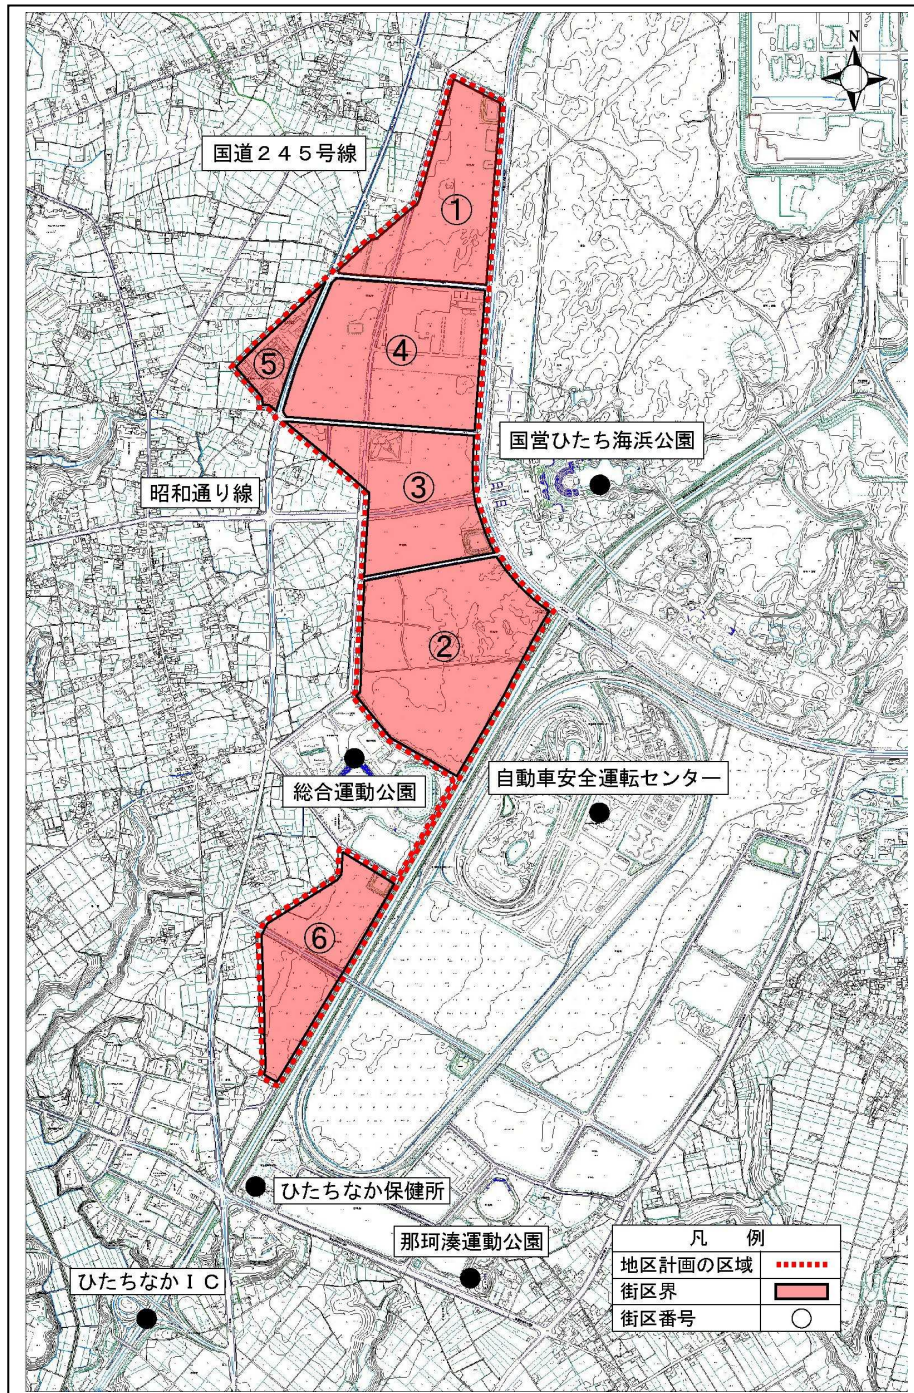 N
国道２４５号線
①
④
⑤
国営ひたち海浜公園
③
昭和通り線
②
総合運動公園
自動車安全運転センター
⑥
ひたちなか保健所
那珂湊運動公園
ひたちなかＩＣ
凡　例
地区計画の区域
街区界
街区番号